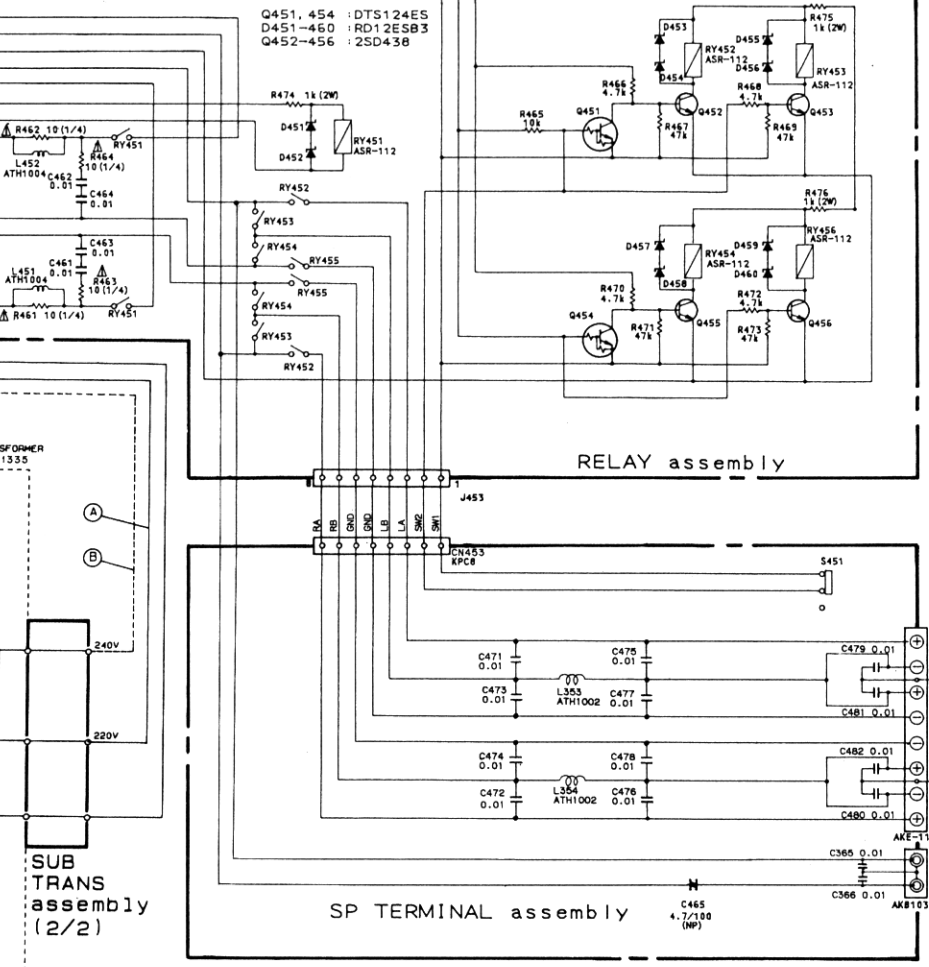 Q451, 454 : DTS124ES
D451-460 : RD12ESB3
Q452-456 : 2SD438
R475
1k (2W)
D453
D455
RY452
ASR-112
D454
D456
RY453
ASR-112
R466
4.7k
R468
4.7k
Q451
Q452
Q453
R465
10k
R467
47k
R469
47k
R474 1k (2W)
D451
D452
RY451
ASR-112
R462 10 (1/4)
RY451
L452
ATH1004
R464
10 (1/4)
C462
0.01
C464
0.01
RY452
RY453
RY454
RY455
RY455
RY454
RY453
RY452
C463
0.01
C461
0.01
L451
ATH1004
R463
10 (1/4)
R461 10 (1/4)
RY451
R476
1k (2W)
RY456
ASR-112
D457
D459
RY454
ASR-112
D458
D460
R470
4.7k
R472
4.7k
Q454
Q455
Q456
R471
47k
R473
47k
SFORMER
1335
RELAY assembly
8
1
J453
RA
RB
GND
GND
LB
LA
SW2
SW1
CN453
KPC8
A
B
S451
240V
220V
C471
0.01
C475
0.01
C479 0.01
C473
0.01
L353
ATH1002
C477
0.01
C481 0.01
C474
0.01
C478
0.01
C482 0.01
C472
0.01
L354
ATH1002
C476
0.01
C480 0.01
AKE-11
C365 0.01
C366 0.01
AKB103
C465
4.7/100
(NP)
SUB
TRANS
assembly
(2/2)
SP TERMINAL assembly